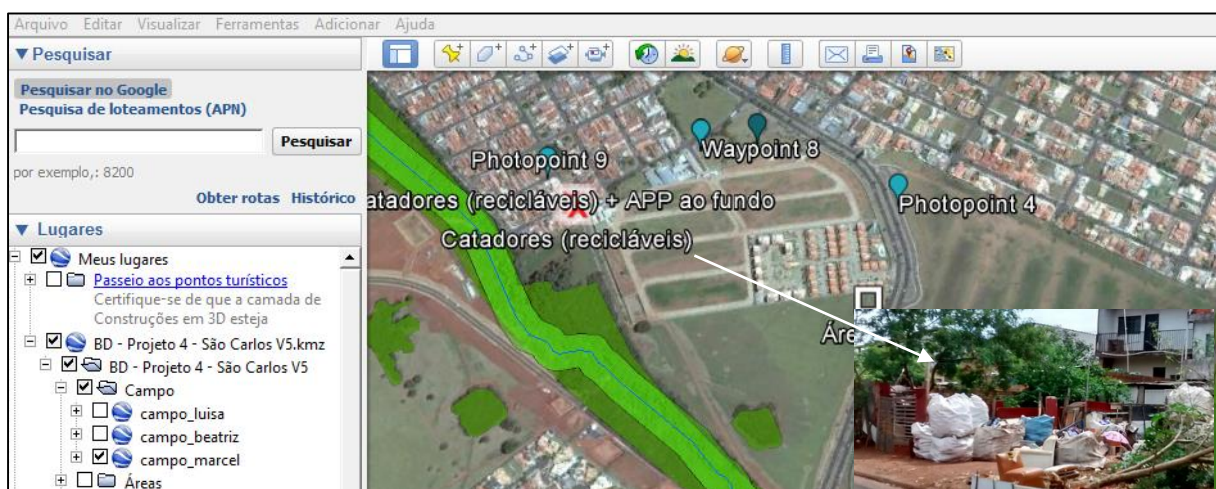 Arquivo Editar Visualizar Ferramentas Adicionar Ajuda
Pesquisar
Pesquisar no Google
Pesquisa de loteamentos (APN)
Pesquisar
por exemplo,: 8200
Obter rotas Histórico
Lugares
Meus lugares
Passeio aos pontos turísticos
Certifique-se de que a camada de
Construções em 3D esteja
BD - Projeto 4 - São Carlos V5.kmz
BD - Projeto 4 - São Carlos V5
Campo
campo_luisa
campo_beatriz
campo_marcel
Áreas
Photopoint 9
Waypoint 8
atadores (recicláveis) + APP ao fundo
Photopoint 4
Catadores (recicláveis)
Áre